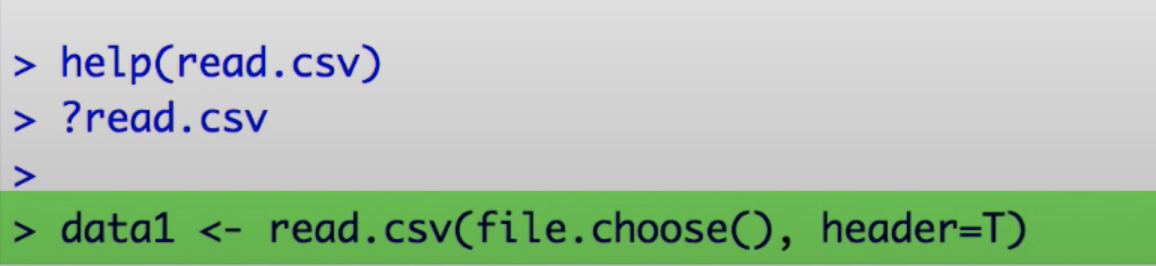 > help(read.csv)
> ?read.csv
>
> data1 <- read.csv(file.choose(), header=T)